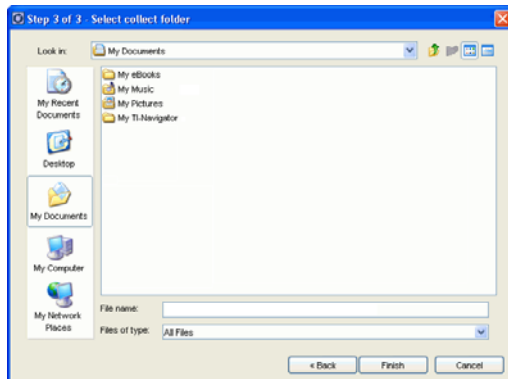 Step 3 of 3 - Select collect folder
Look in:
My Documents
My Recent
Documents
Desktop
My Documents
My Computer
My Network
Places
My eBooks
My Music
My Pictures
My TI-Navigator
File name:
Files of type:
All Files
« Back
Finish
Cancel